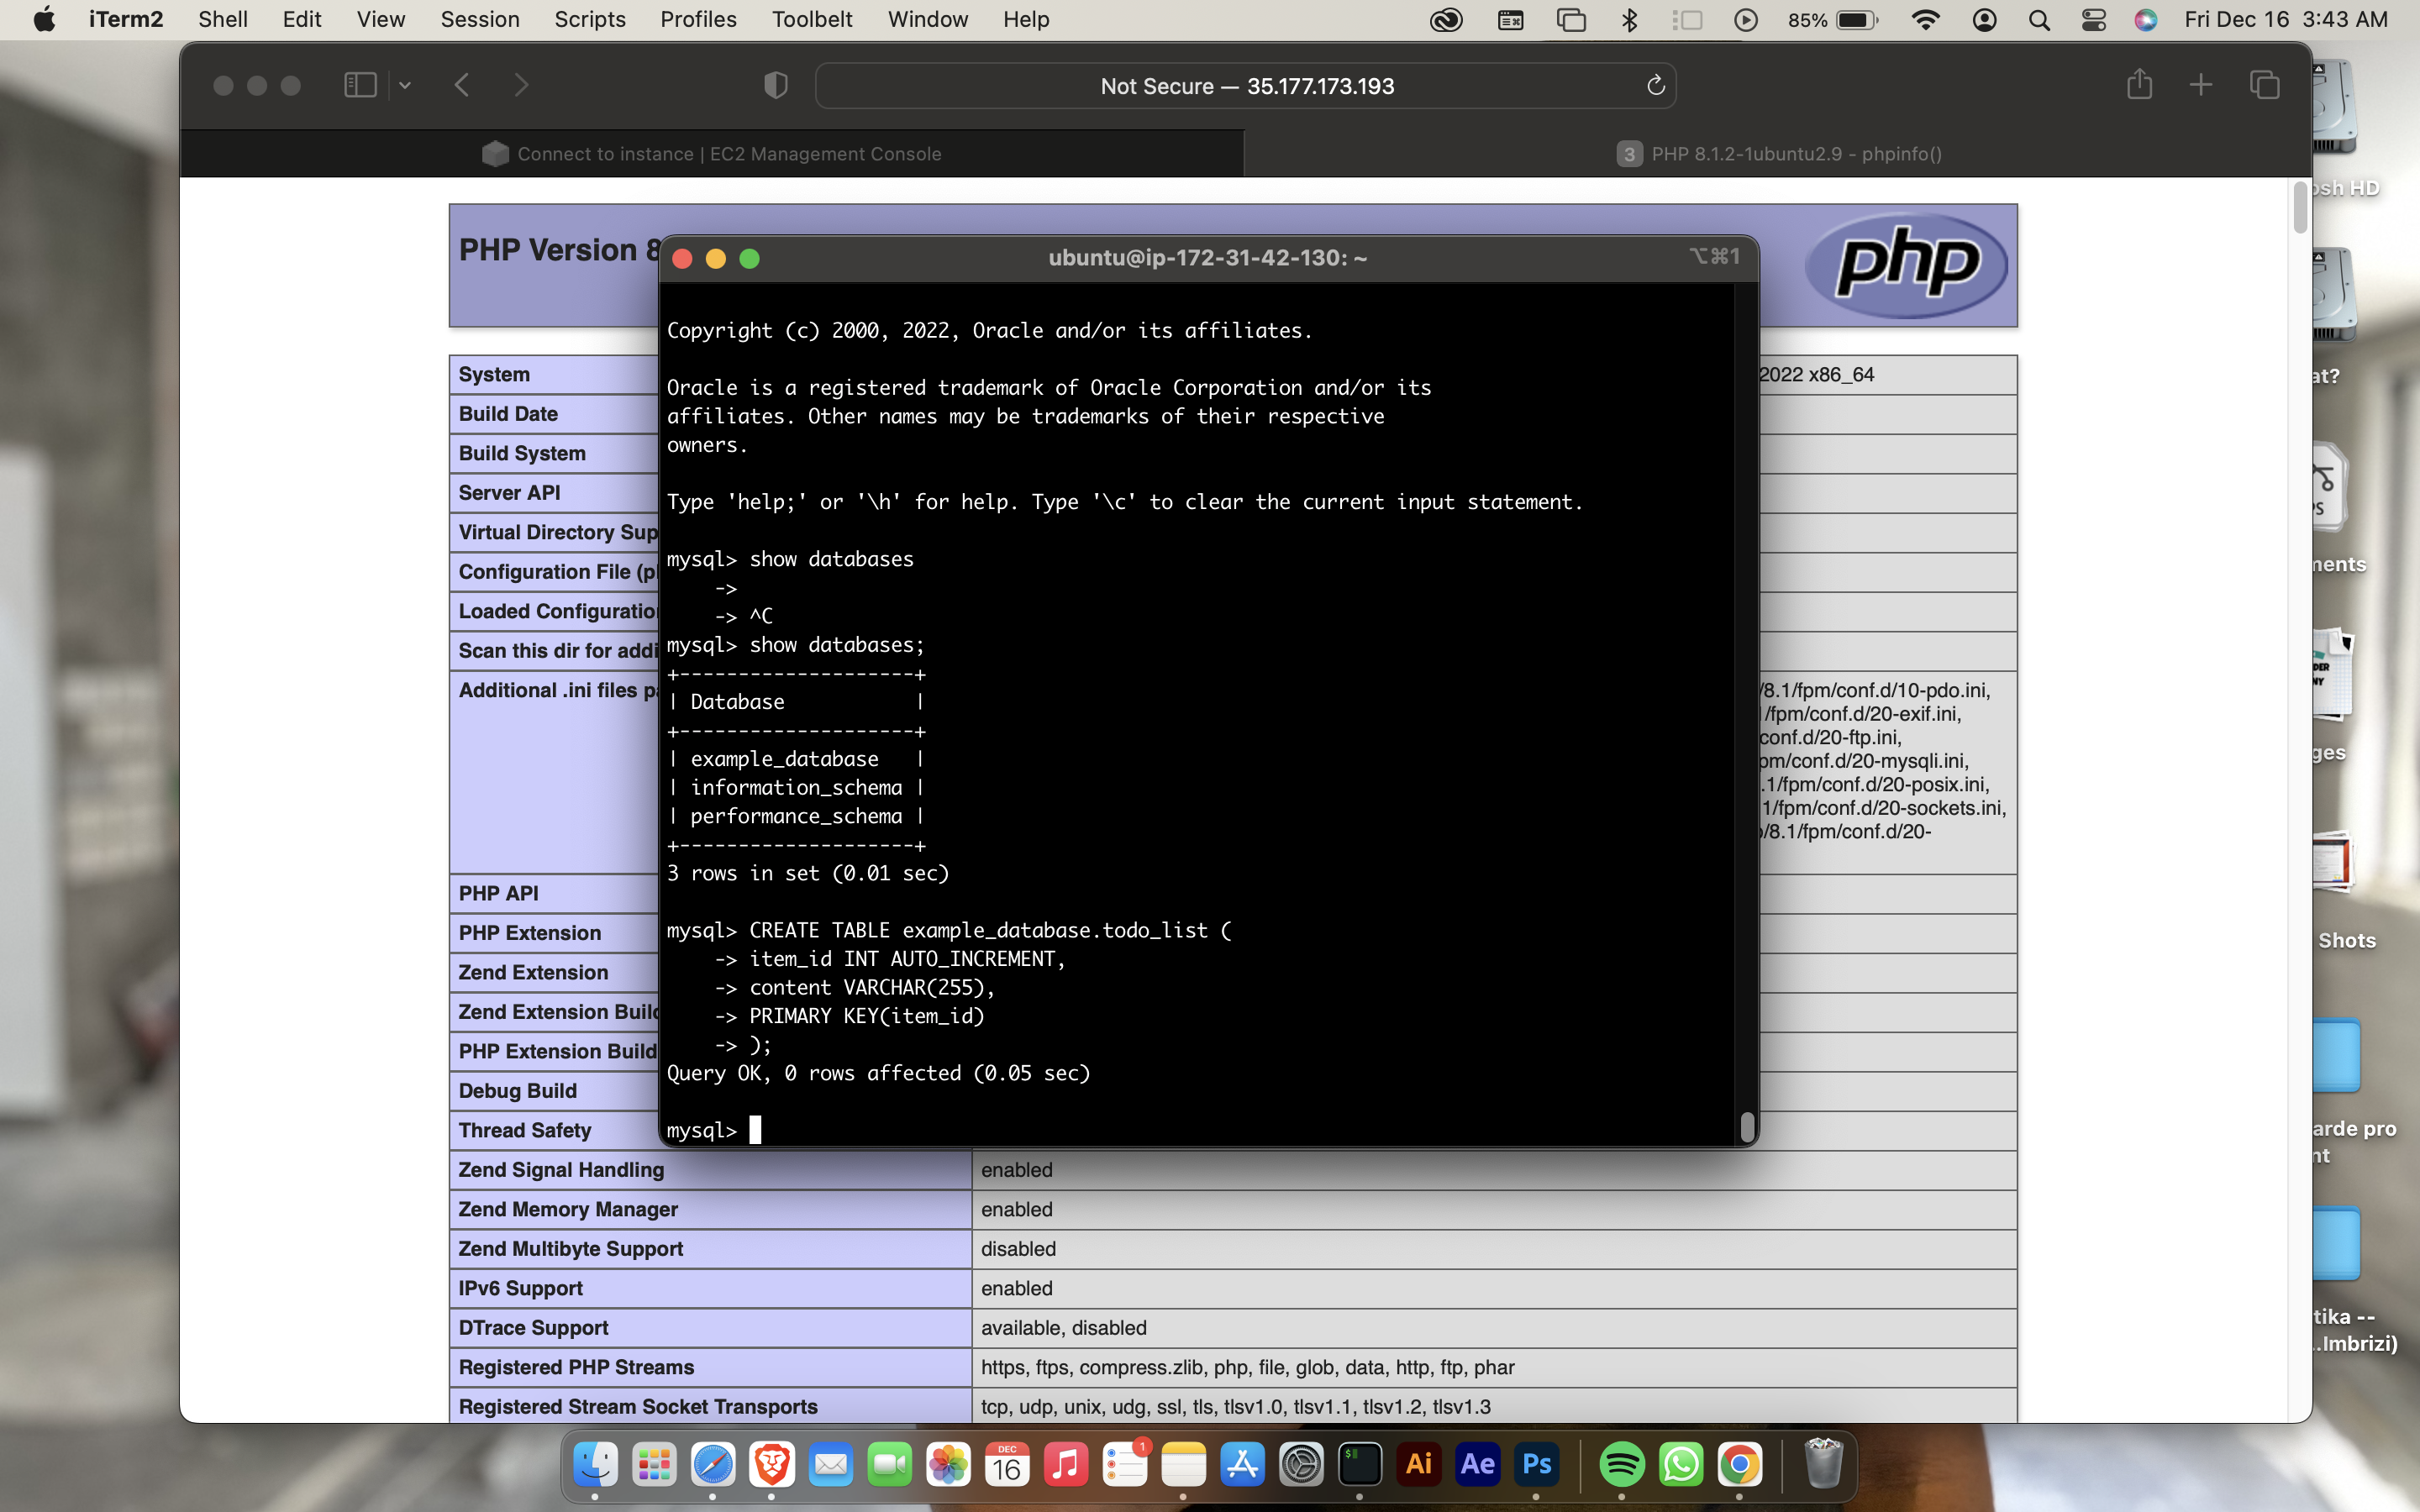 iTerm2 Shell Edit View Session Scripts Profiles Toolbelt Window Help 85% Fri Dec 16 3:43 AM
Not Secure — 35.177.173.193
Connect to instance | EC2 Management Console
3 PHP 8.1.2-1ubuntu2.9 - phpinfo()
PHP Version 8
php
ubuntu@ip-172-31-42-130: ~
⌥⌘1
Copyright (c) 2000, 2022, Oracle and/or its affiliates.
Oracle is a registered trademark of Oracle Corporation and/or its
affiliates. Other names may be trademarks of their respective
owners.
Type 'help;' or '\h' for help. Type '\c' to clear the current input statement.
mysql> show databases
    ->
    -> ^C
mysql> show databases;
+--------------------+
| Database           |
+--------------------+
| example_database   |
| information_schema |
| performance_schema |
+--------------------+
3 rows in set (0.01 sec)
mysql> CREATE TABLE example_database.todo_list (
    -> item_id INT AUTO_INCREMENT,
    -> content VARCHAR(255),
    -> PRIMARY KEY(item_id)
    -> );
Query OK, 0 rows affected (0.05 sec)
mysql>
System
2022 x86_64
Build Date
Build System
Server API
Virtual Directory Sup
Configuration File (p
Loaded Configuratio
Scan this dir for addi
Additional .ini files p
/8.1/fpm/conf.d/10-pdo.ini,
/fpm/conf.d/20-exif.ini,
conf.d/20-ftp.ini,
pm/conf.d/20-mysqli.ini,
.1/fpm/conf.d/20-posix.ini,
1/fpm/conf.d/20-sockets.ini,
/8.1/fpm/conf.d/20-
PHP API
PHP Extension
Zend Extension
Zend Extension Build
PHP Extension Build
Debug Build
Thread Safety
Zend Signal Handling enabled
Zend Memory Manager enabled
Zend Multibyte Support disabled
IPv6 Support enabled
DTrace Support available, disabled
Registered PHP Streams https, ftps, compress.zlib, php, file, glob, data, http, ftp, phar
Registered Stream Socket Transports tcp, udp, unix, udg, ssl, tls, tlsv1.0, tlsv1.1, tlsv1.2, tlsv1.3
osh HD
at?
ments
ges
Shots
arde pro
nt
tika --
..Imbrizi)
DEC
16
1
Ai
Ae
Ps